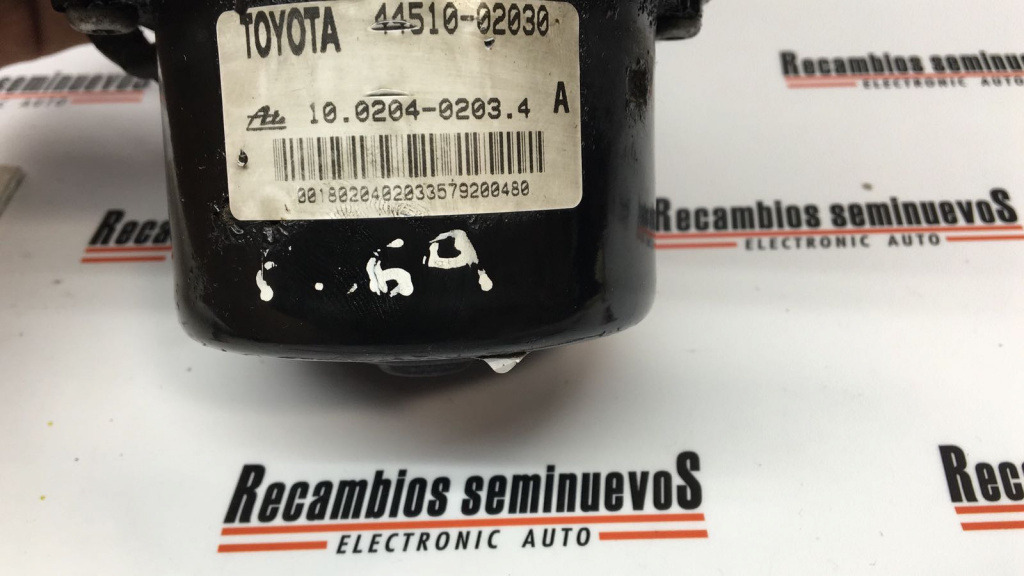 TOYOTA 44510-02030
10.0204-0203.4 A
0018020402033579200480
Recambios seminuevos
ELECTRONIC AUTO
Recambios seminuevos
ELECTRONIC AUTO
Recambios seminuevos
ELECTRONIC AUTO